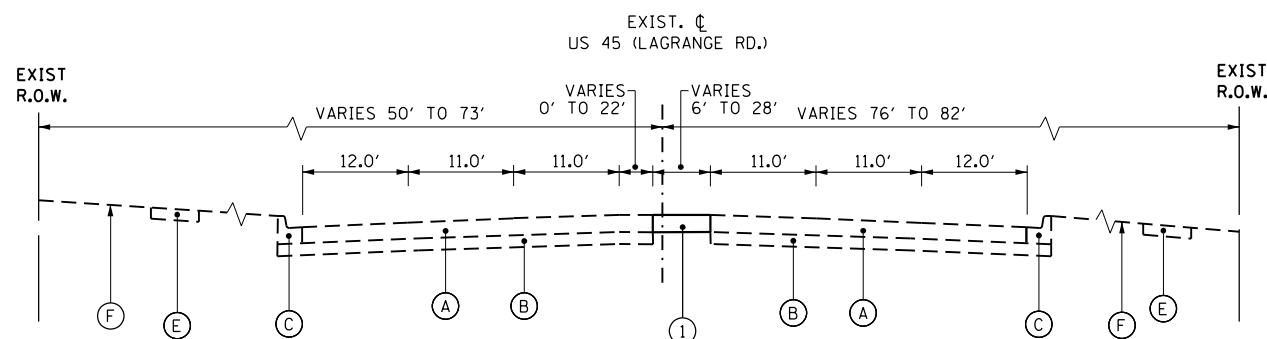 EXIST. ℄
US 45 (LAGRANGE RD.)
EXIST
R.O.W.
EXIST
R.O.W.
VARIES 50' TO 73'
VARIES
0' TO 22'
VARIES
6' TO 28'
VARIES 76' TO 82'
12.0'
11.0'
11.0'
11.0'
11.0'
12.0'
F
E
C
A
B
1
B
A
C
F
E